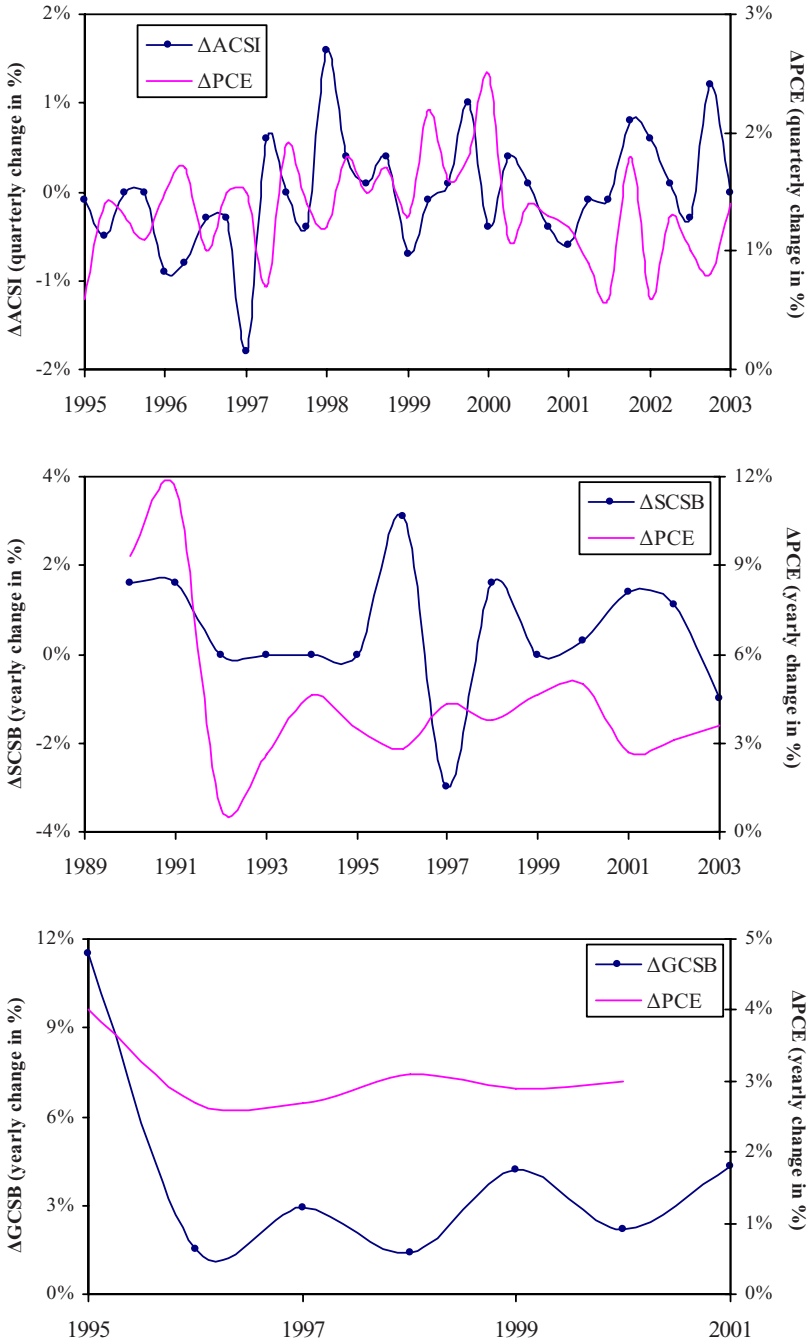 2%
1%
0%
-1%
-2%
ΔACSI (quarterly change in %)
ΔACSI
ΔPCE
3%
2%
1%
0%
ΔPCE (quarterly change in %)
1995 1996 1997 1998 1999 2000 2001 2002 2003
4%
2%
0%
-2%
-4%
ΔSCSB (yearly change in %)
ΔSCSB
ΔPCE
12%
9%
6%
3%
0%
ΔPCE (yearly change in %)
1989 1991 1993 1995 1997 1999 2001 2003
12%
9%
6%
3%
0%
ΔGCSB (yearly change in %)
ΔGCSB
ΔPCE
5%
4%
3%
2%
1%
0%
ΔPCE (yearly change in %)
1995 1997 1999 2001